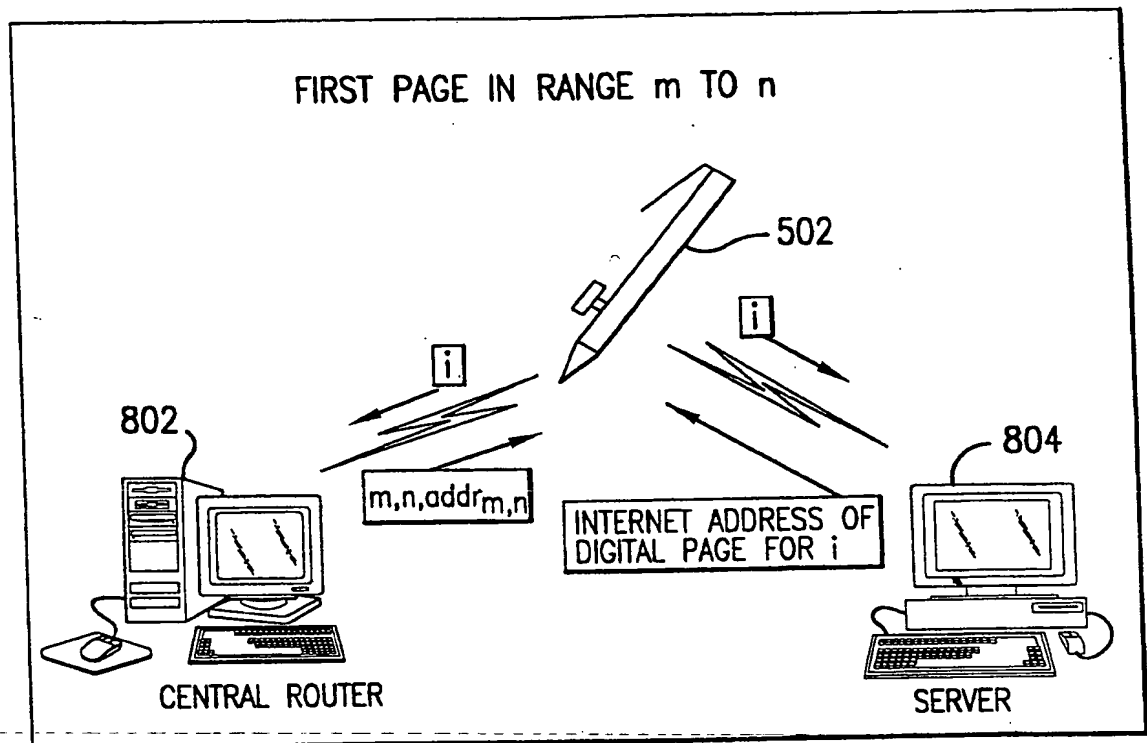 FIRST PAGE IN RANGE m TO n
502
i
i
802
804
m,n,addrm,n
INTERNET ADDRESS OF
DIGITAL PAGE FOR i
CENTRAL ROUTER
SERVER